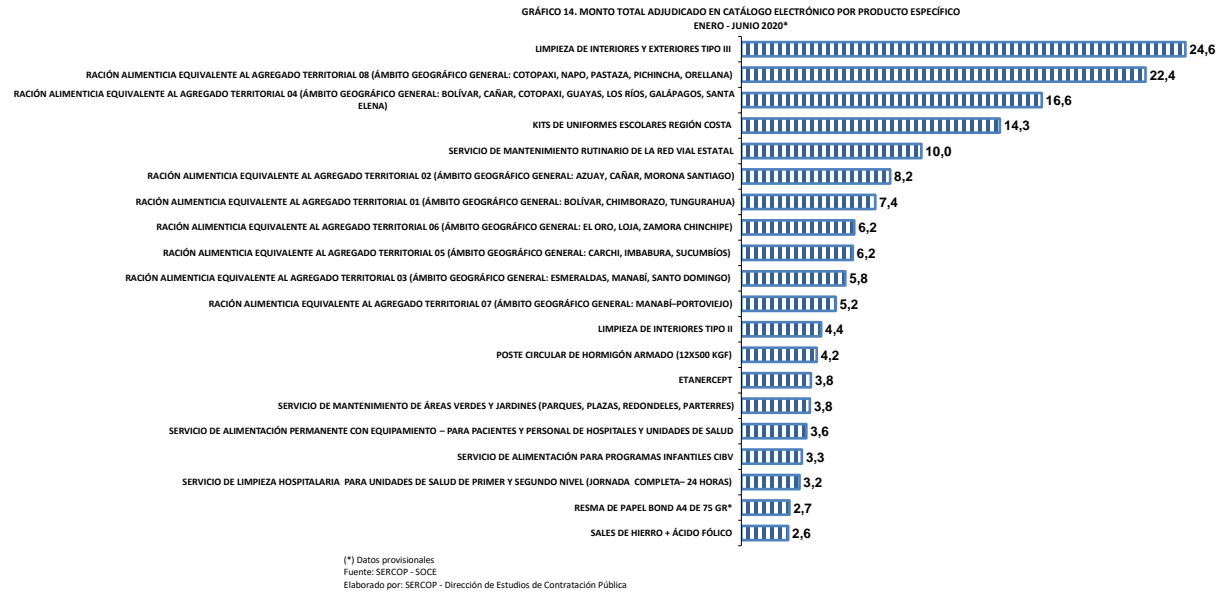 GRÁFICO 14. MONTO TOTAL ADJUDICADO EN CATÁLOGO ELECTRÓNICO POR PRODUCTO ESPECÍFICO
ENERO - JUNIO 2020*
LIMPIEZA DE INTERIORES Y EXTERIORES TIPO III 24,6
RACIÓN ALIMENTICIA EQUIVALENTE AL AGREGADO TERRITORIAL 08 (ÁMBITO GEOGRÁFICO GENERAL: COTOPAXI, NAPO, PASTAZA, PICHINCHA, ORELLANA) 22,4
RACIÓN ALIMENTICIA EQUIVALENTE AL AGREGADO TERRITORIAL 04 (ÁMBITO GEOGRÁFICO GENERAL: BOLÍVAR, CAÑAR, COTOPAXI, GUAYAS, LOS RÍOS, GALÁPAGOS, SANTA
ELENA) 16,6
KITS DE UNIFORMES ESCOLARES REGIÓN COSTA 14,3
SERVICIO DE MANTENIMIENTO RUTINARIO DE LA RED VIAL ESTATAL 10,0
RACIÓN ALIMENTICIA EQUIVALENTE AL AGREGADO TERRITORIAL 02 (ÁMBITO GEOGRÁFICO GENERAL: AZUAY, CAÑAR, MORONA SANTIAGO) 8,2
RACIÓN ALIMENTICIA EQUIVALENTE AL AGREGADO TERRITORIAL 01 (ÁMBITO GEOGRÁFICO GENERAL: BOLÍVAR, CHIMBORAZO, TUNGURAHUA) 7,4
RACIÓN ALIMENTICIA EQUIVALENTE AL AGREGADO TERRITORIAL 06 (ÁMBITO GEOGRÁFICO GENERAL: EL ORO, LOJA, ZAMORA CHINCHIPE) 6,2
RACIÓN ALIMENTICIA EQUIVALENTE AL AGREGADO TERRITORIAL 05 (ÁMBITO GEOGRÁFICO GENERAL: CARCHI, IMBABURA, SUCUMBÍOS) 6,2
RACIÓN ALIMENTICIA EQUIVALENTE AL AGREGADO TERRITORIAL 03 (ÁMBITO GEOGRÁFICO GENERAL: ESMERALDAS, MANABÍ, SANTO DOMINGO) 5,8
RACIÓN ALIMENTICIA EQUIVALENTE AL AGREGADO TERRITORIAL 07 (ÁMBITO GEOGRÁFICO GENERAL: MANABÍ–PORTOVIEJO) 5,2
LIMPIEZA DE INTERIORES TIPO II 4,4
POSTE CIRCULAR DE HORMIGÓN ARMADO (12X500 KGF) 4,2
ETANERCEPT 3,8
SERVICIO DE MANTENIMIENTO DE ÁREAS VERDES Y JARDINES (PARQUES, PLAZAS, REDONDELES, PARTERRES) 3,8
SERVICIO DE ALIMENTACIÓN PERMANENTE CON EQUIPAMIENTO – PARA PACIENTES Y PERSONAL DE HOSPITALES Y UNIDADES DE SALUD 3,6
SERVICIO DE ALIMENTACIÓN PARA PROGRAMAS INFANTILES CIBV 3,3
SERVICIO DE LIMPIEZA HOSPITALARIA PARA UNIDADES DE SALUD DE PRIMER Y SEGUNDO NIVEL (JORNADA COMPLETA– 24 HORAS) 3,2
RESMA DE PAPEL BOND A4 DE 75 GR* 2,7
SALES DE HIERRO + ÁCIDO FÓLICO 2,6
(*) Datos provisionales
Fuente: SERCOP - SOCE
Elaborado por: SERCOP - Dirección de Estudios de Contratación Pública